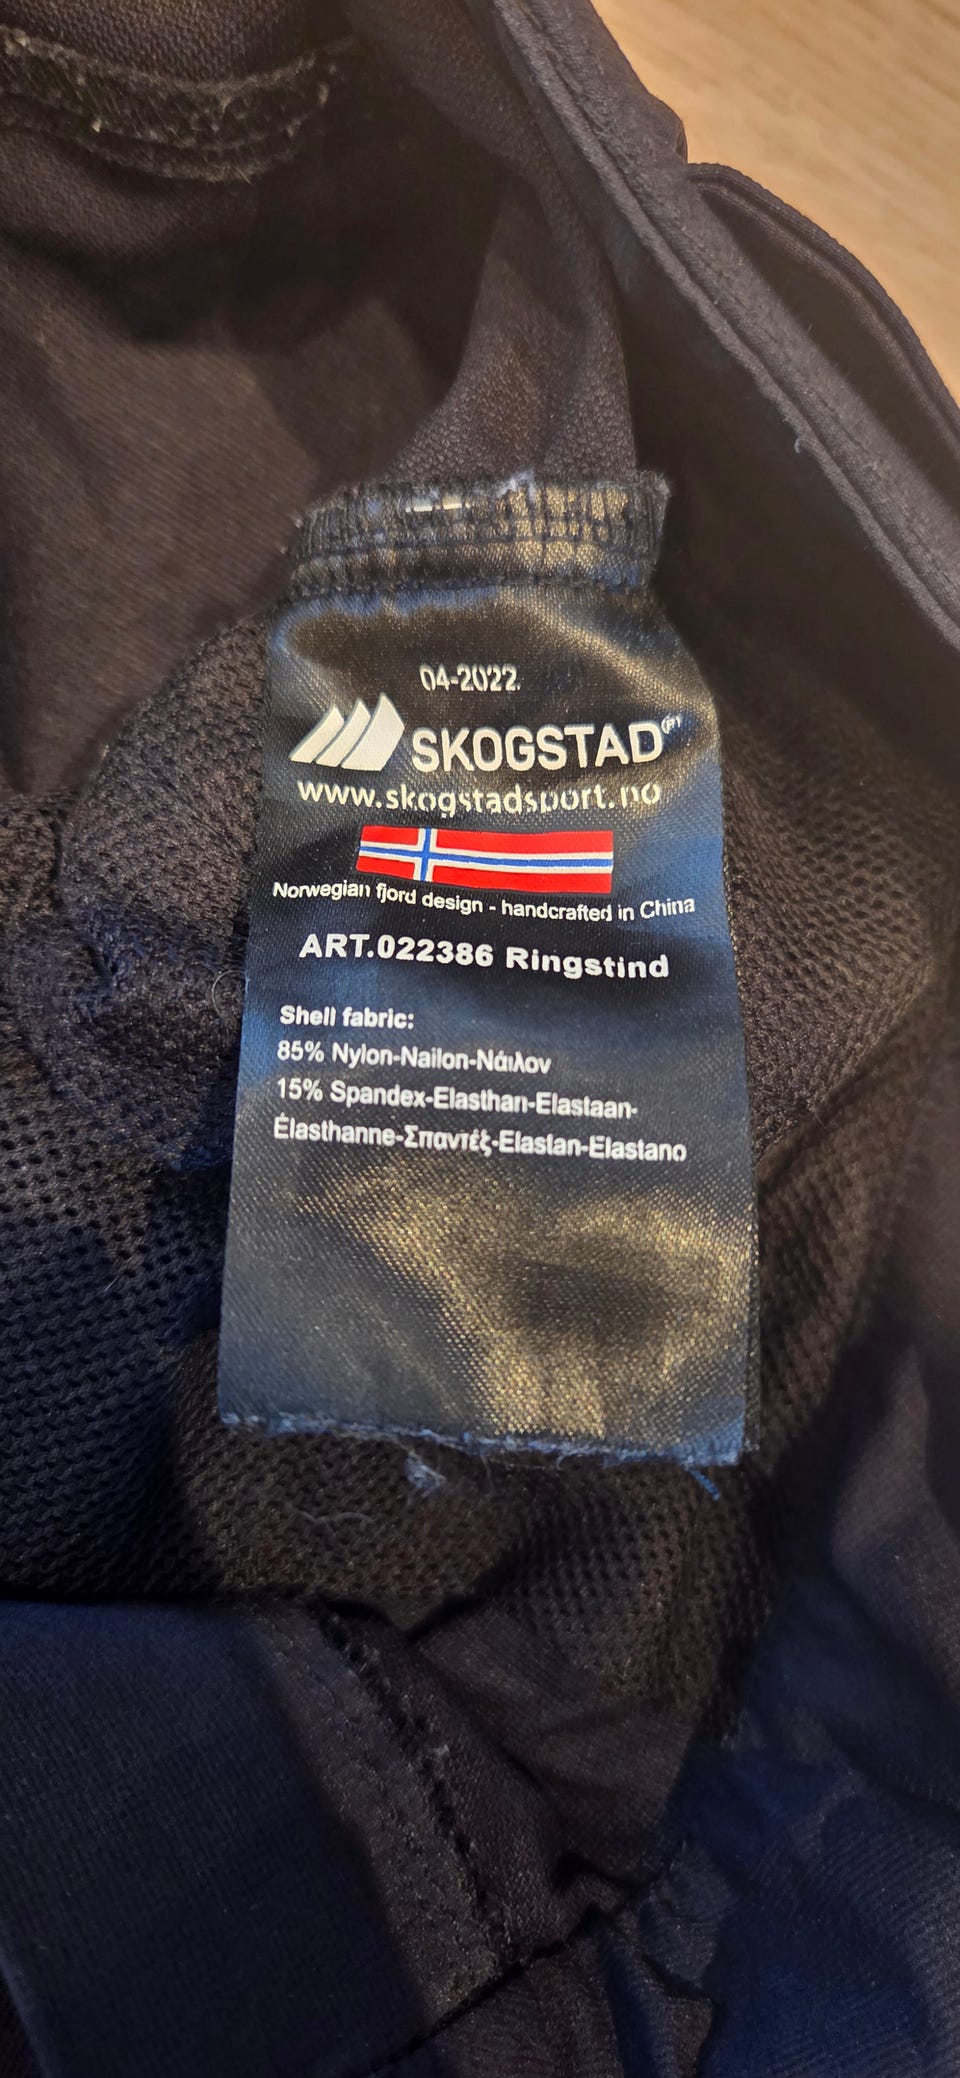 04-2022
SKOGSTAD
www.skogstadsport.no
Norwegian fjord design - handcrafted in China
ART.022386 Ringstind
Shell fabric:
85% Nylon-Nailon-Νάιλον
15% Spandex-Elasthan-Elastaan-
Élasthanne-Σπαντέξ-Elastan-Elastano